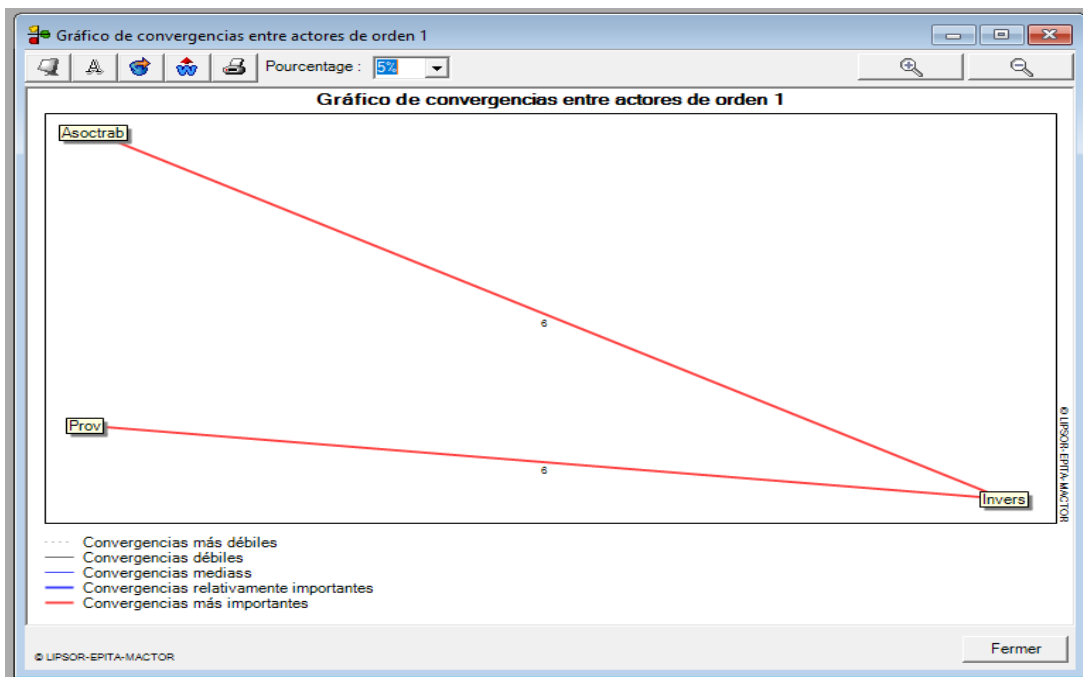 Gráfico de convergencias entre actores de orden 1
A Pourcentage : 5%
Gráfico de convergencias entre actores de orden 1
Asoctrab
6
Prov
6
Invers
© LIPSOR-EPITA-MACTOR
Convergencias más débiles
Convergencias débiles
Convergencias mediass
Convergencias relativamente importantes
Convergencias más importantes
© LIPSOR-EPITA-MACTOR
Fermer